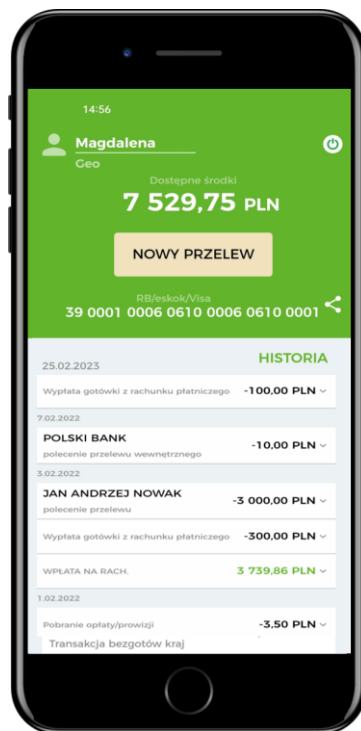 14:56
Magdalena
Geo
Dostępne środki
7 529,75 PLN
NOWY PRZELEW
RB/eskok/Visa
39 0001 0006 0610 0006 0610 0001
25.02.2023 HISTORIA
Wypłata gotówki z rachunku płatniczego -100,00 PLN
7.02.2022
POLSKI BANK -10,00 PLN
polecenie przelewu wewnętrznego
3.02.2022
JAN ANDRZEJ NOWAK -3 000,00 PLN
polecenie przelewu
Wypłata gotówki z rachunku płatniczego -300,00 PLN
WPŁATA NA RACH. 3 739,86 PLN
1.02.2022
Pobranie opłaty/prowizji -3,50 PLN
Transakcja bezgotów kraj